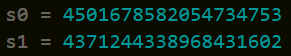 s0 = 4501678582054734753
s1 = 4371244338968431602